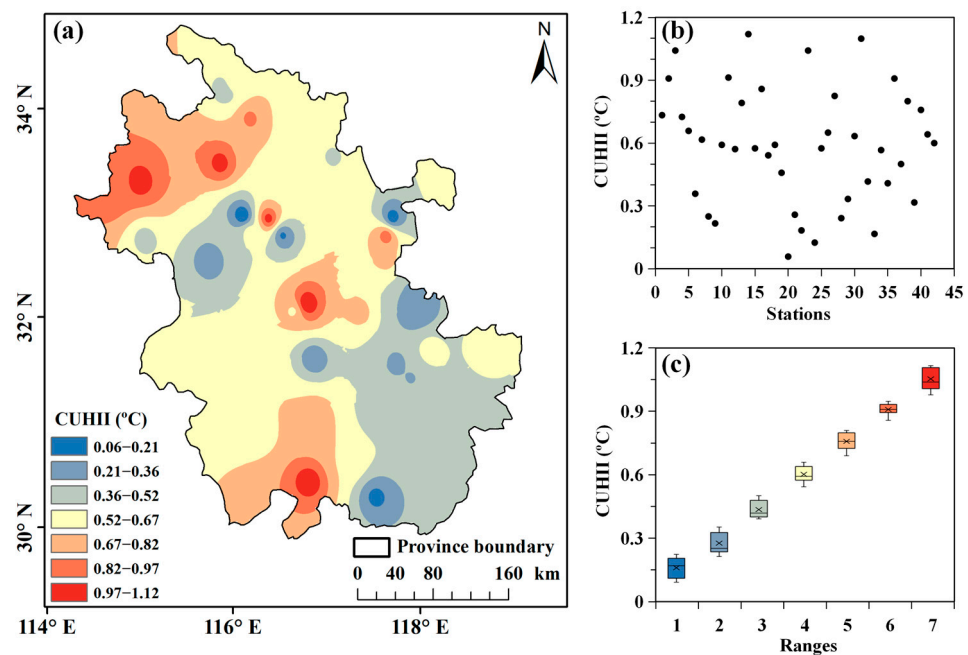 (a)
N
34° N
32° N
30° N
CUHII (°C)
0.06−0.21
0.21−0.36
0.36−0.52
0.52−0.67
0.67−0.82
0.82−0.97
0.97−1.12
Province boundary
0 20 40 80 120 160 km
114° E 116° E 118° E
(b)
CUHII (°C)
1.2
0.9
0.6
0.3
0
0 5 10 15 20 25 30 35 40 45
Stations
(c)
CUHII (°C)
1.2
0.9
0.6
0.3
0
1 2 3 4 5 6 7
Ranges